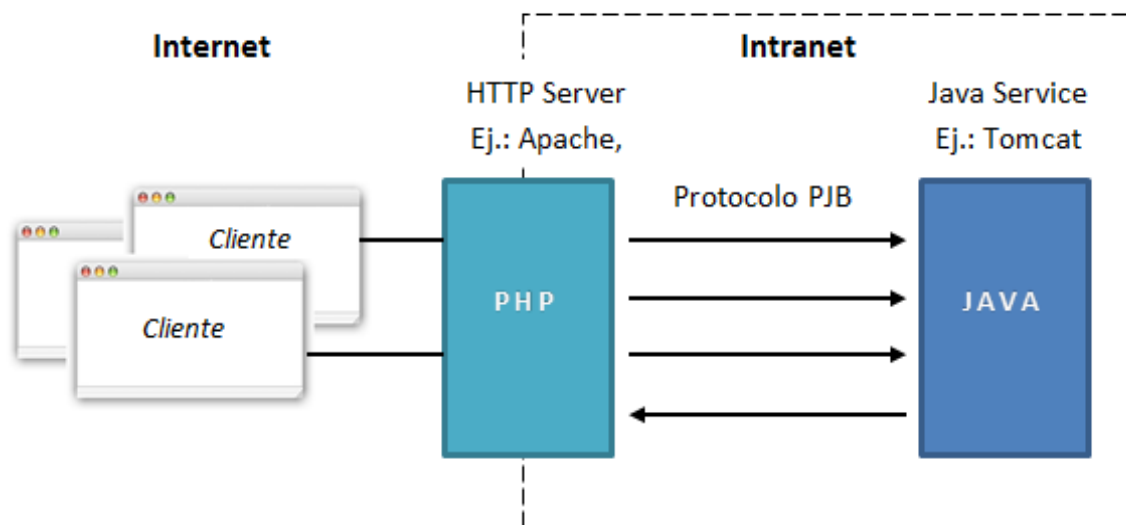 Internet
Intranet
HTTP Server
Ej.: Apache,
Java Service
Ej.: Tomcat
Protocolo PJB
Cliente
Cliente
PHP
JAVA